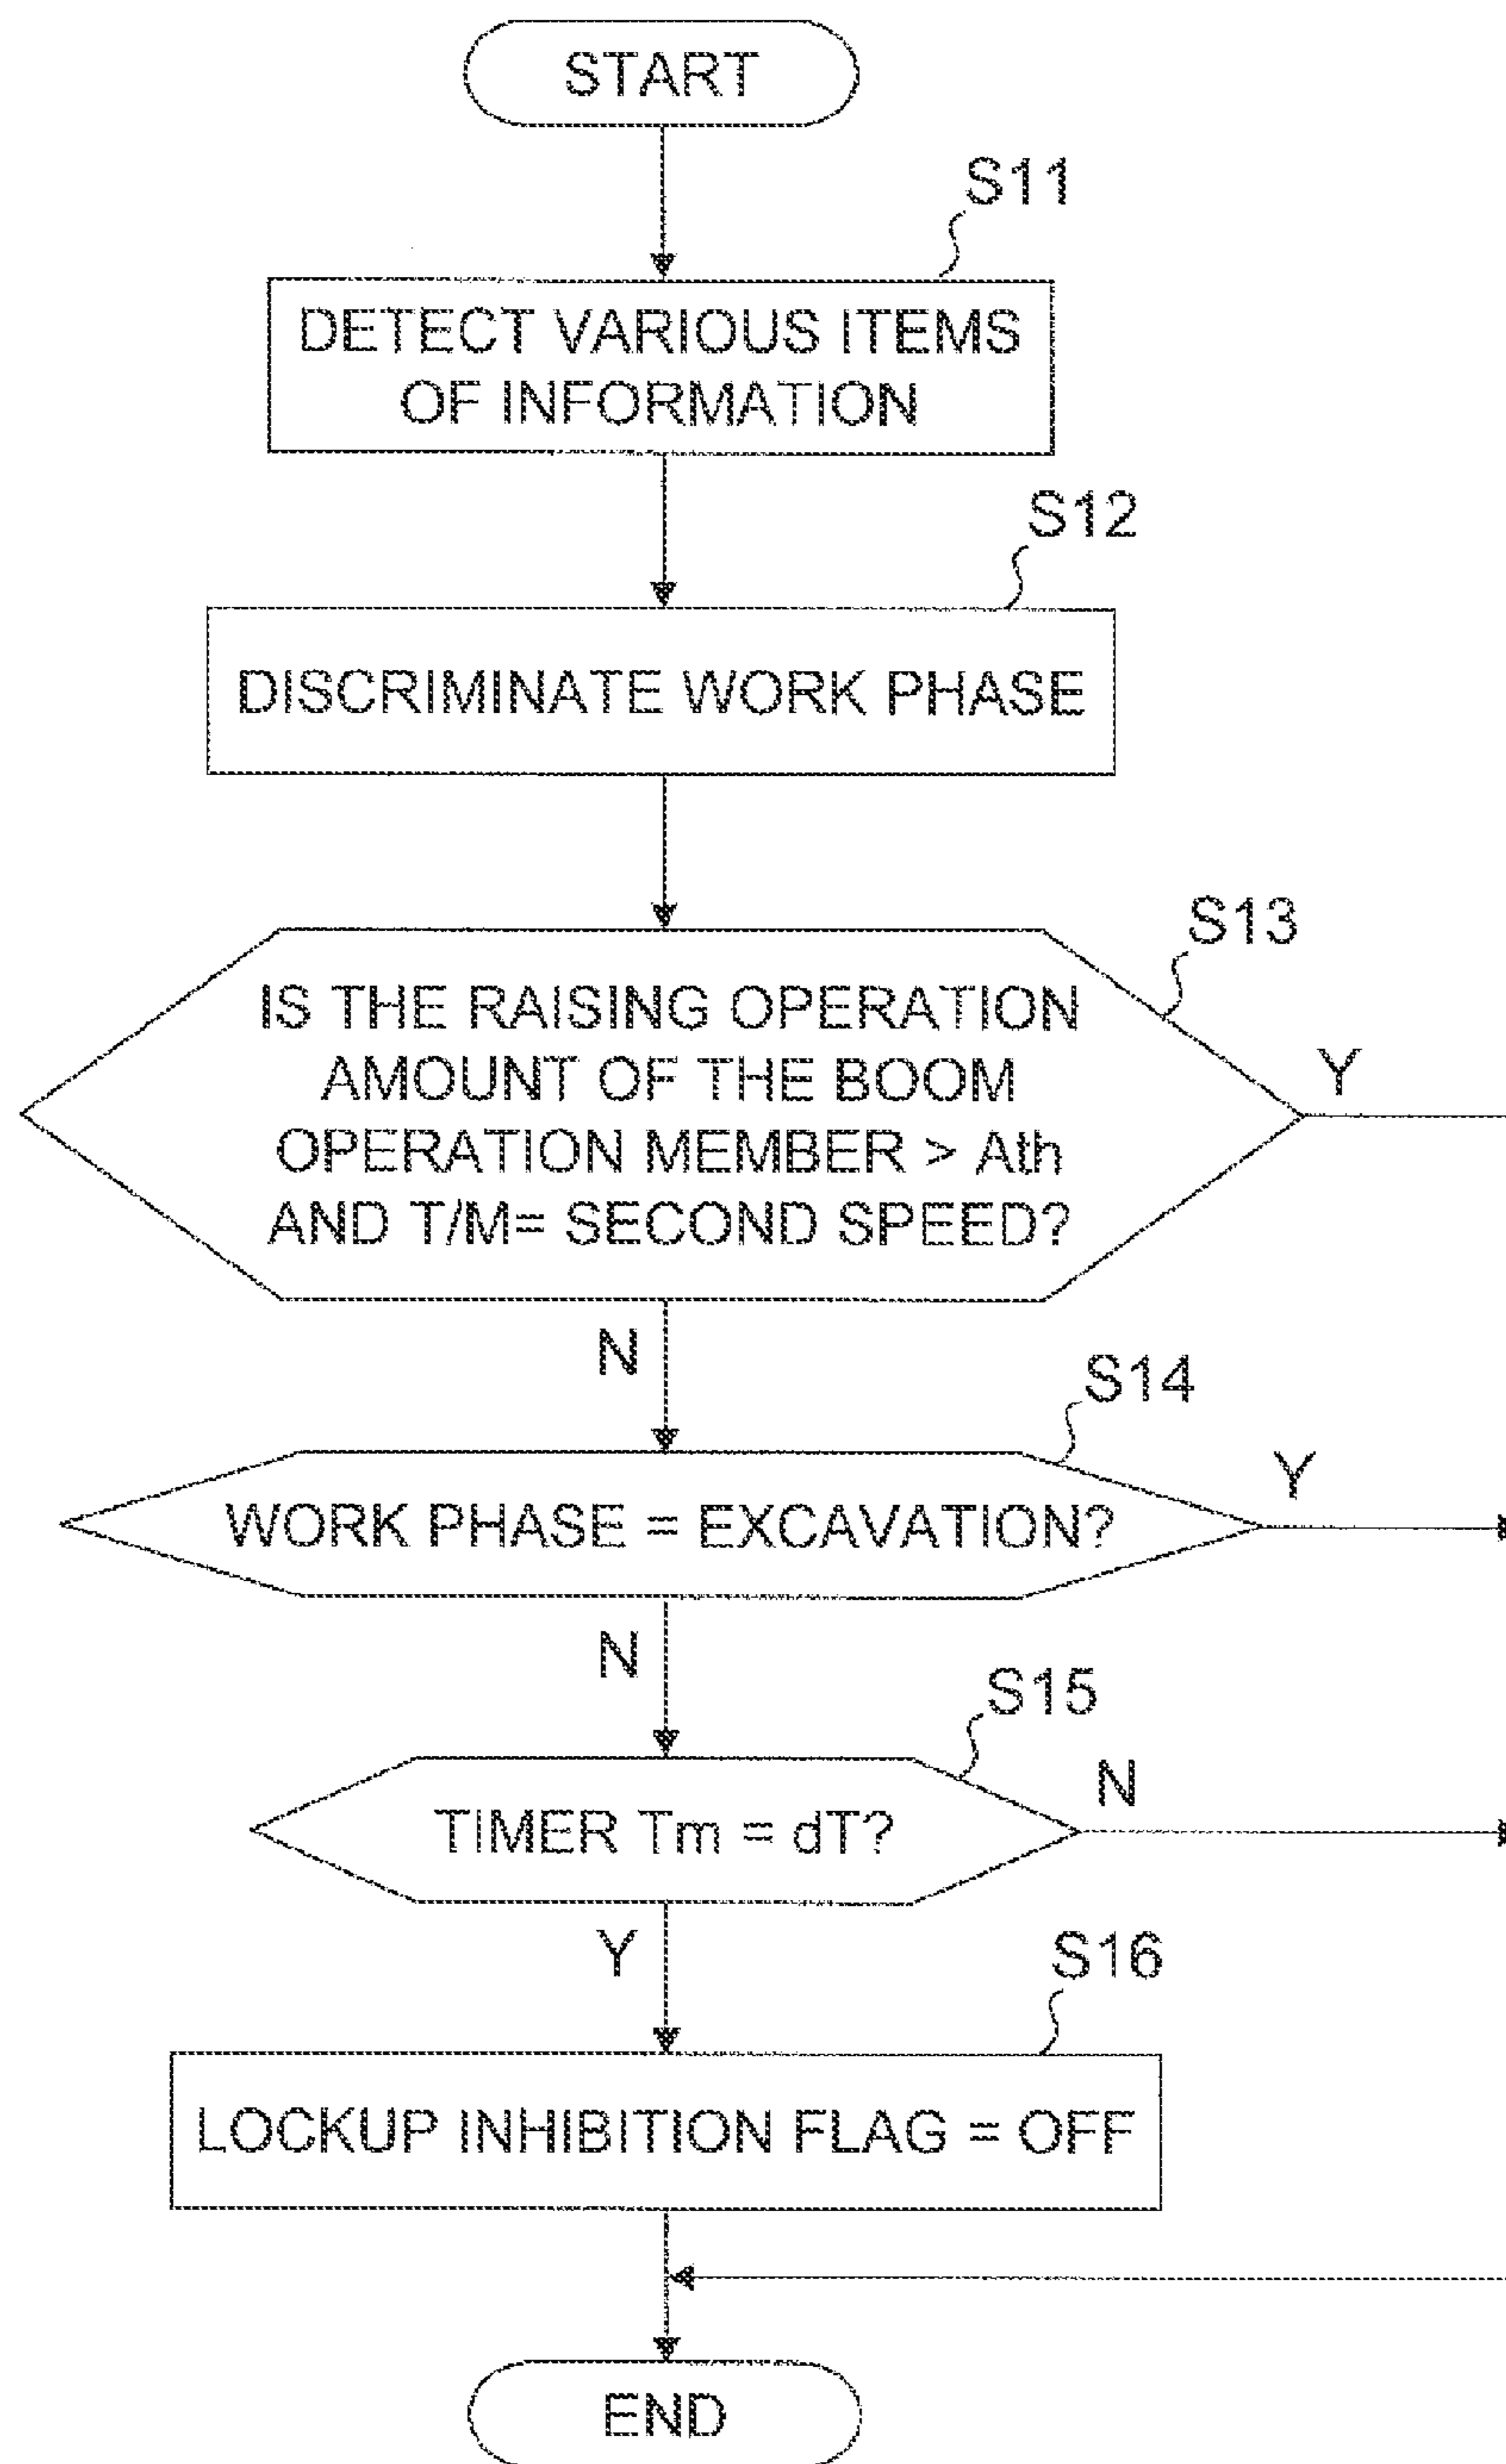 START
S11
DETECT VARIOUS ITEMS
OF INFORMATION
S12
DISCRIMINATE WORK PHASE
S13
IS THE RAISING OPERATION
AMOUNT OF THE BOOM
OPERATION MEMBER > Ath
AND T/M= SECOND SPEED?
Y
N
S14
WORK PHASE = EXCAVATION?
Y
N
S15
TIMER Tm = dT?
N
Y
S16
LOCKUP INHIBITION FLAG = OFF
END